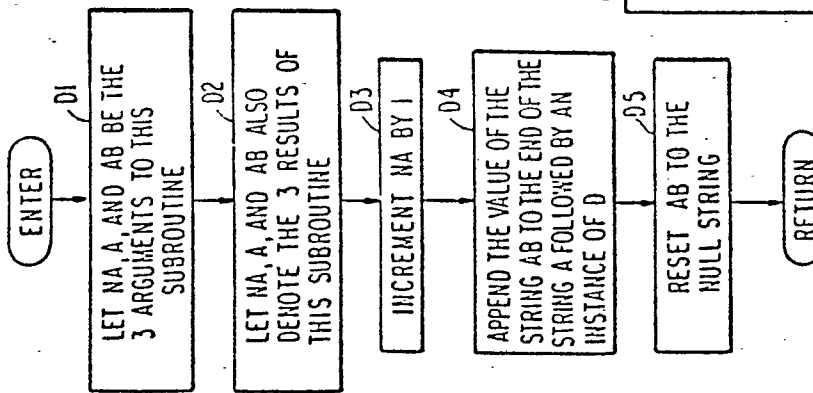 ENTER
D1
LET NA, A, AND AB BE THE
3 ARGUMENTS TO THIS
SUBROUTINE
D2
LET NA, A, AND AB ALSO
DENOTE THE 3 RESULTS OF
THIS SUBROUTINE
D3
INCREMENT NA BY 1
D4
APPEND THE VALUE OF THE
STRING AB TO THE END OF THE
STRING A FOLLOWED BY AN
INSTANCE OF D
D5
RESET AB TO THE
NULL STRING
RETURN